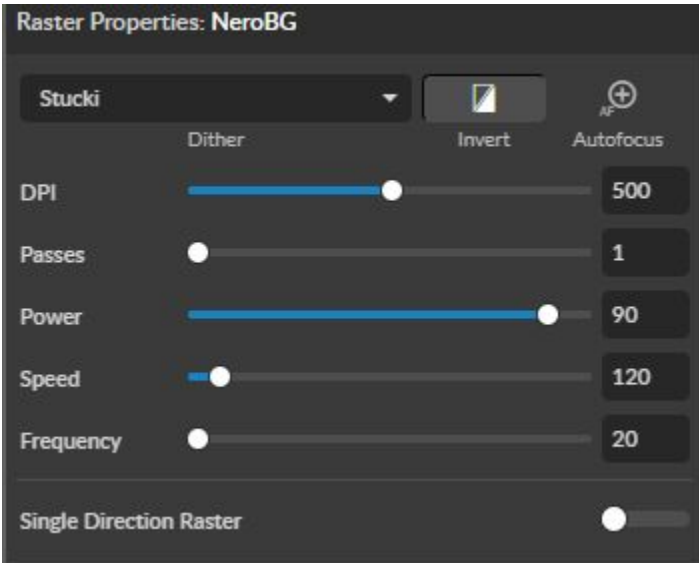 Raster Properties: NeroBG
Stucki
AF
Dither Invert Autofocus
DPI 500
Passes 1
Power 90
Speed 120
Frequency 20
Single Direction Raster